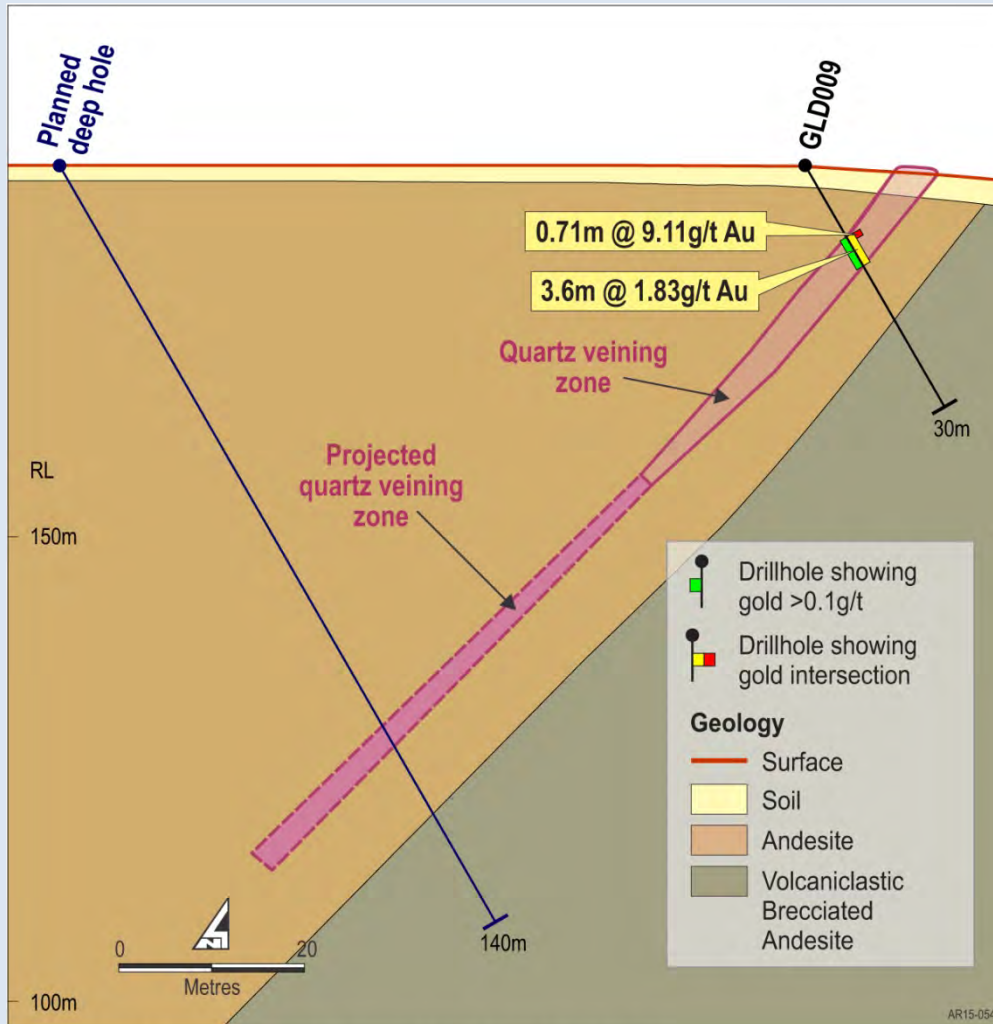 Planned
deep hole
GLD009
0.71m @ 9.11g/t Au
3.6m @ 1.83g/t Au
Quartz veining
zone
30m
Projected
quartz veining
zone
RL
150m
Drillhole showing
gold >0.1g/t
Drillhole showing
gold intersection
Geology
Surface
Soil
Andesite
Volcaniclastic
Brecciated
Andesite
N
0 20
Metres
140m
100m
AR15-054